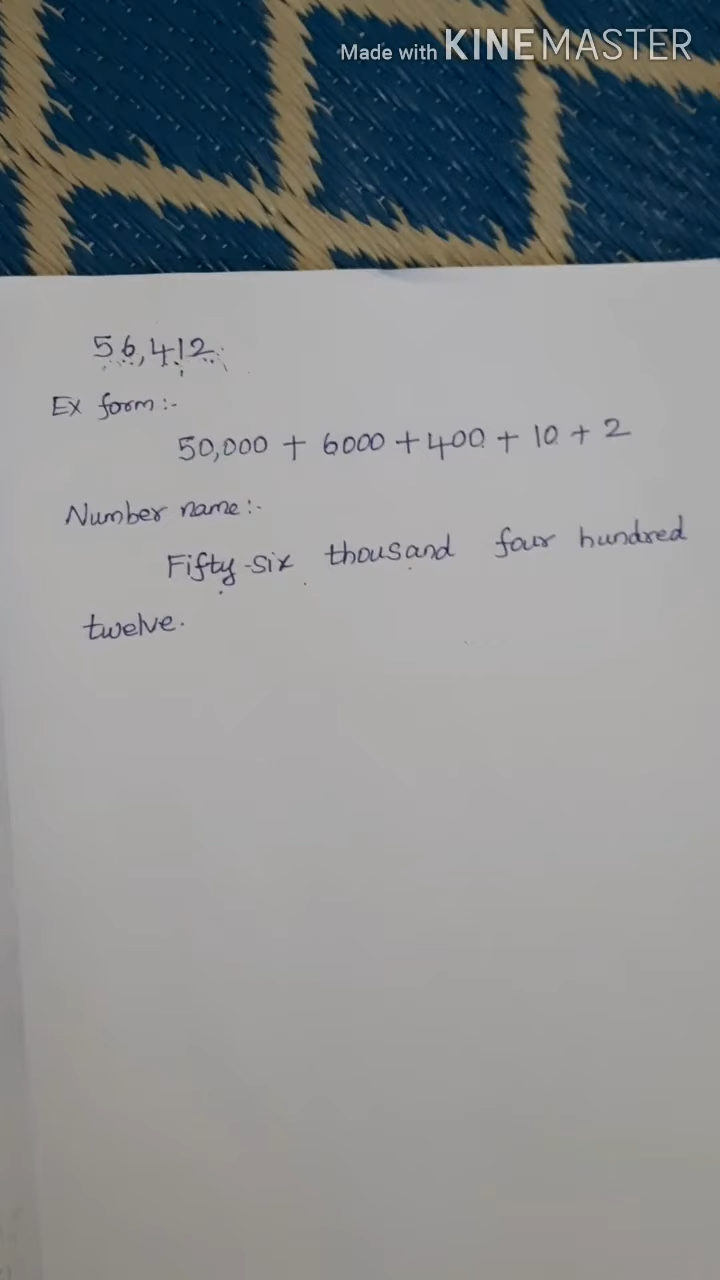 Made with KINEMASTER
56,412
Ex form:-
50,000 + 6000 + 400 + 10 + 2
Number name:-
Fifty-six thousand four hundred
twelve.